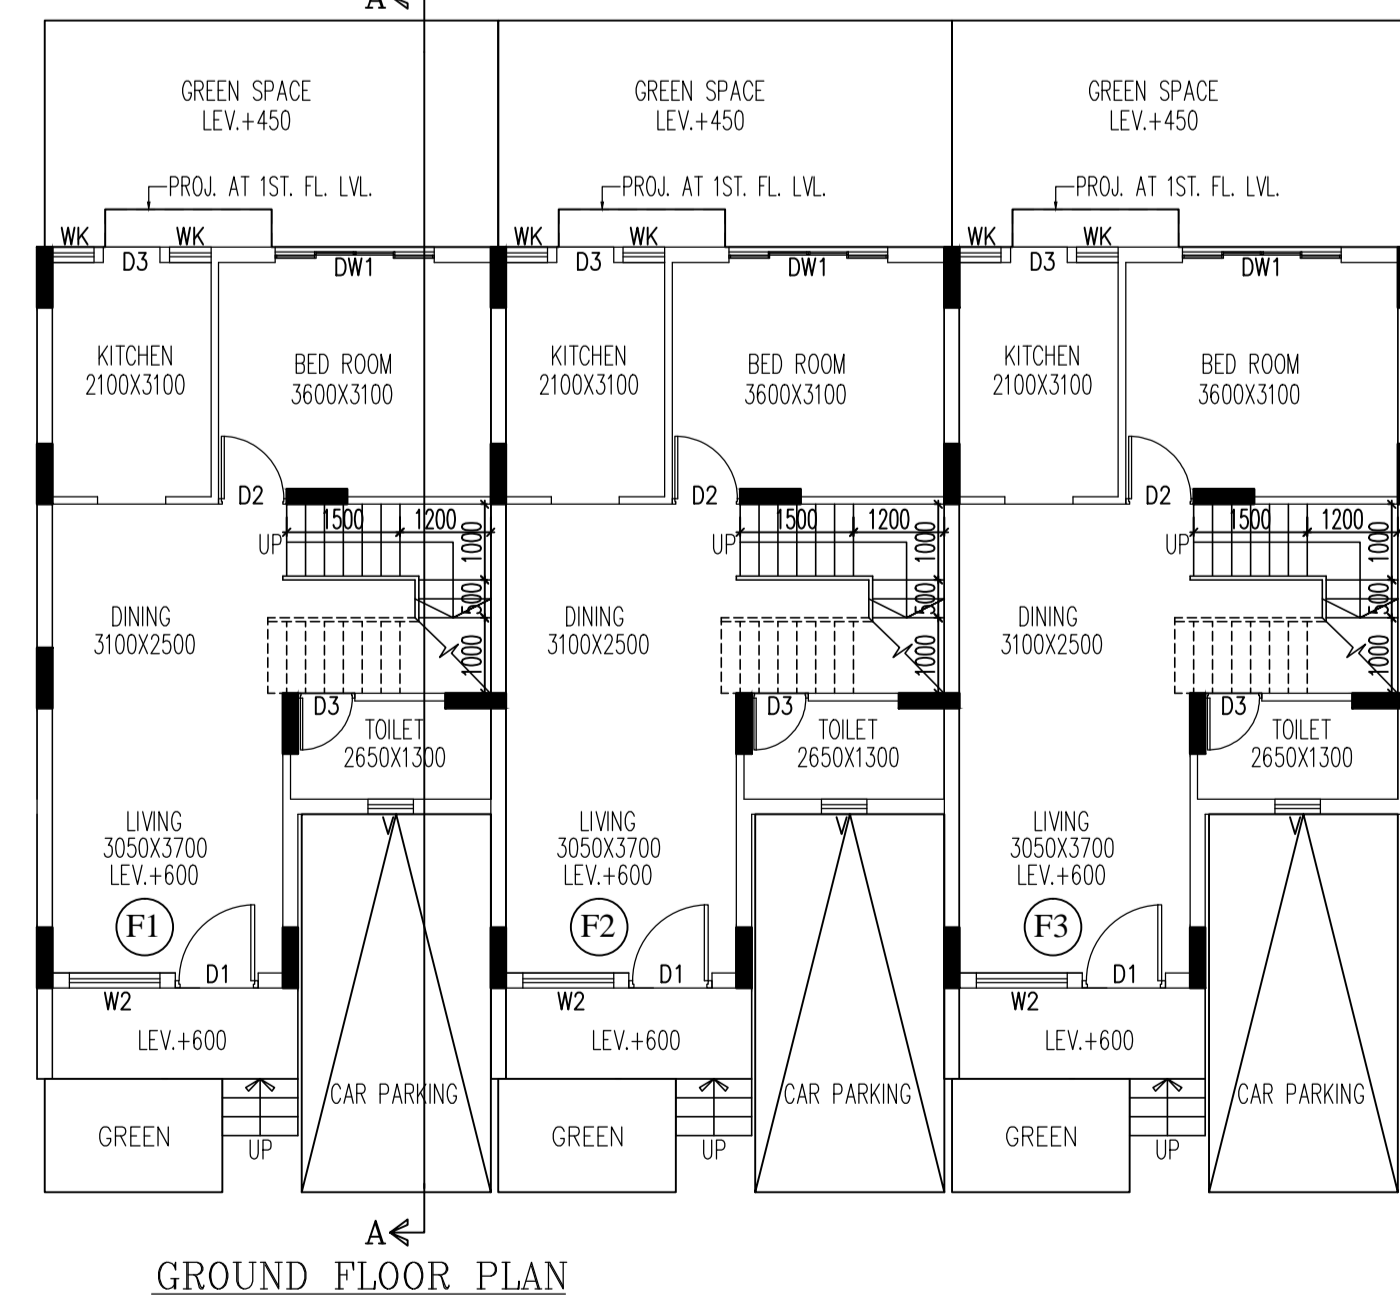 A
GREEN SPACE
LEV.+450
GREEN SPACE
LEV.+450
GREEN SPACE
LEV.+450
PROJ. AT 1ST. FL. LVL.
PROJ. AT 1ST. FL. LVL.
PROJ. AT 1ST. FL. LVL.
WK
WK
WK
WK
WK
WK
D3
DW1
D3
DW1
D3
DW1
KITCHEN
2100X3100
BED ROOM
3600X3100
KITCHEN
2100X3100
BED ROOM
3600X3100
KITCHEN
2100X3100
BED ROOM
3600X3100
D2
D2
D2
1500
1200
1000
UP
1500
1200
1000
UP
1500
1200
1000
UP
500
500
500
DINING
3100X2500
DINING
3100X2500
DINING
3100X2500
1000
1000
1000
D3
TOILET
2650X1300
D3
TOILET
2650X1300
D3
TOILET
2650X1300
V
V
V
LIVING
3050X3700
LEV.+600
LIVING
3050X3700
LEV.+600
LIVING
3050X3700
LEV.+600
F1
F2
F3
D1
D1
D1
W2
W2
W2
LEV.+600
LEV.+600
LEV.+600
CAR PARKING
CAR PARKING
CAR PARKING
GREEN
UP
GREEN
UP
GREEN
UP
A
GROUND FLOOR PLAN